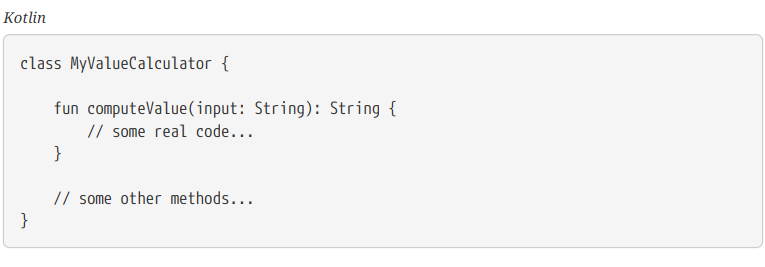 Kotlin
class MyValueCalculator {
    fun computeValue(input: String): String {
        // some real code...
    }
    // some other methods...
}